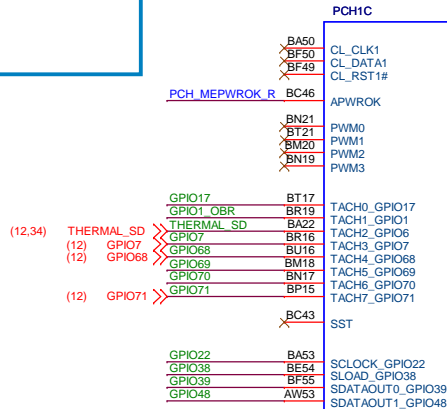 PCH1C
BA50 CL_CLK1
BF50 CL_DATA1
BF49 CL_RST1#
PCH_MEPWROK_R BC46 APWROK
BN21 PWM0
BT21 PWM1
BM20 PWM2
BN19 PWM3
GPIO17 BT17 TACH0_GPIO17
GPIO1_OBR BR19 TACH1_GPIO1
(12,34) THERMAL_SD THERMAL_SD BA22 TACH2_GPIO6
(12) GPIO7 GPIO7 BR16 TACH3_GPIO7
(12) GPIO68 GPIO68 BU16 TACH4_GPIO68
GPIO69 BM18 TACH5_GPIO69
GPIO70 BN17 TACH6_GPIO70
(12) GPIO71 GPIO71 BP15 TACH7_GPIO71
BC43 SST
GPIO22 BA53 SCLOCK_GPIO22
GPIO38 BE54 SLOAD_GPIO38
GPIO39 BF55 SDATAOUT0_GPIO39
GPIO48 AW53 SDATAOUT1_GPIO48